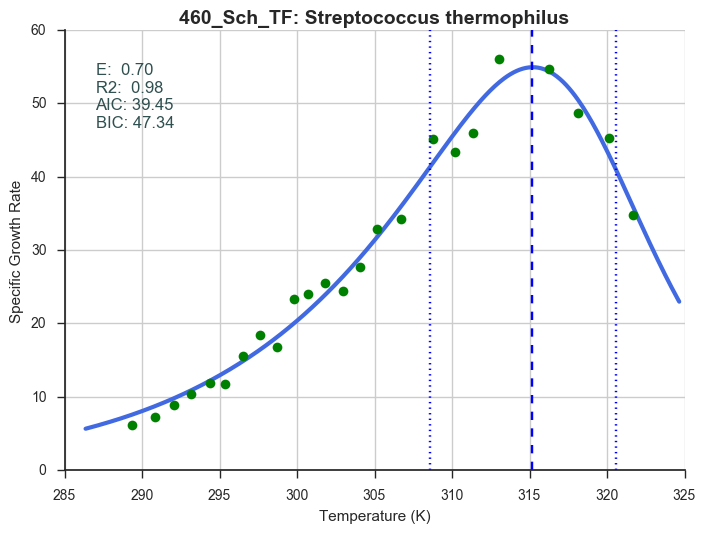 460_Sch_TF: Streptococcus thermophilus
E: 0.70
R2: 0.98
AIC: 39.45
BIC: 47.34
Specific Growth Rate
60
50
40
30
20
10
0
285 290 295 300 305 310 315 320 325
Temperature (K)